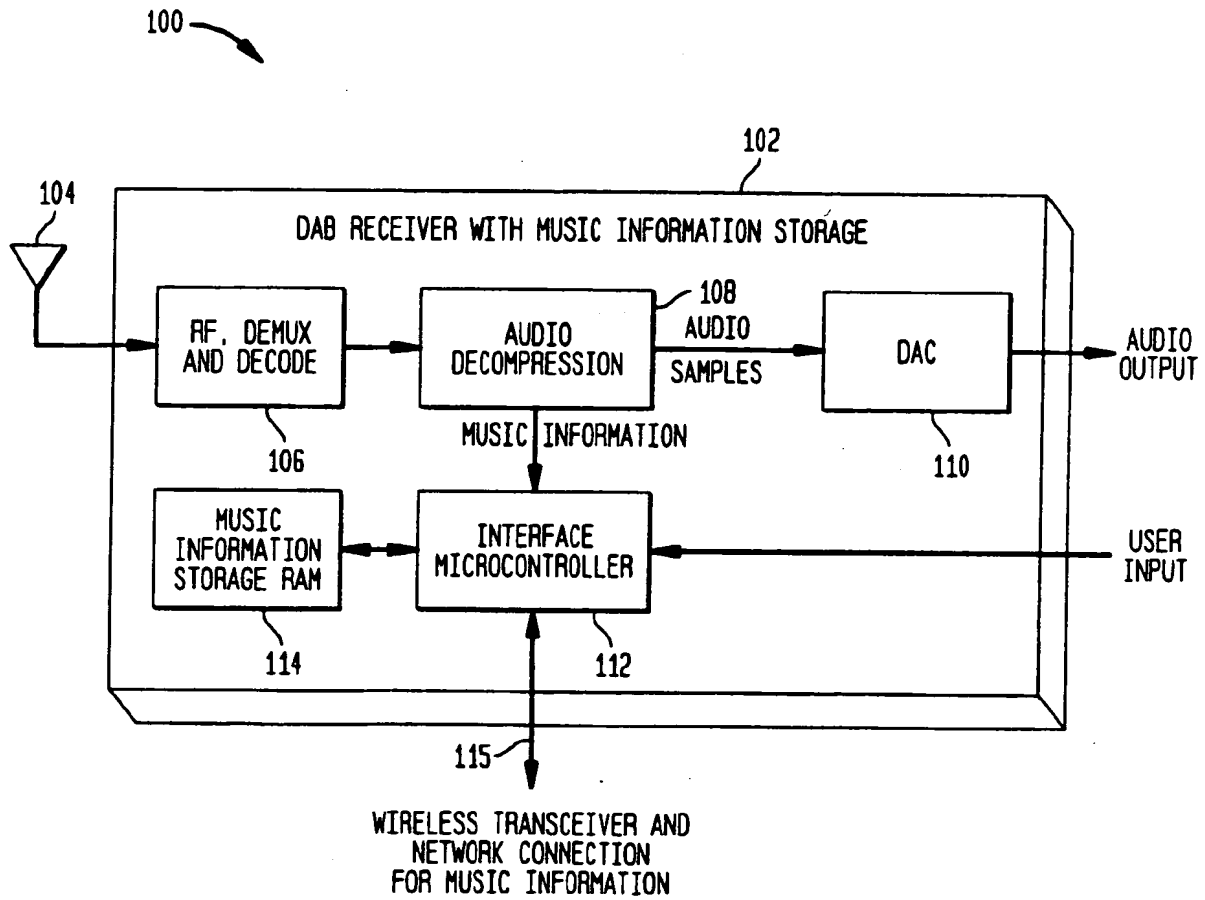 100
102
104
DAB RECEIVER WITH MUSIC INFORMATION STORAGE
RF, DEMUX
AND DECODE
106
AUDIO
DECOMPRESSION
108
AUDIO
SAMPLES
DAC
110
AUDIO
OUTPUT
MUSIC INFORMATION
MUSIC
INFORMATION
STORAGE RAM
114
INTERFACE
MICROCONTROLLER
112
USER
INPUT
115
WIRELESS TRANSCEIVER AND
NETWORK CONNECTION
FOR MUSIC INFORMATION